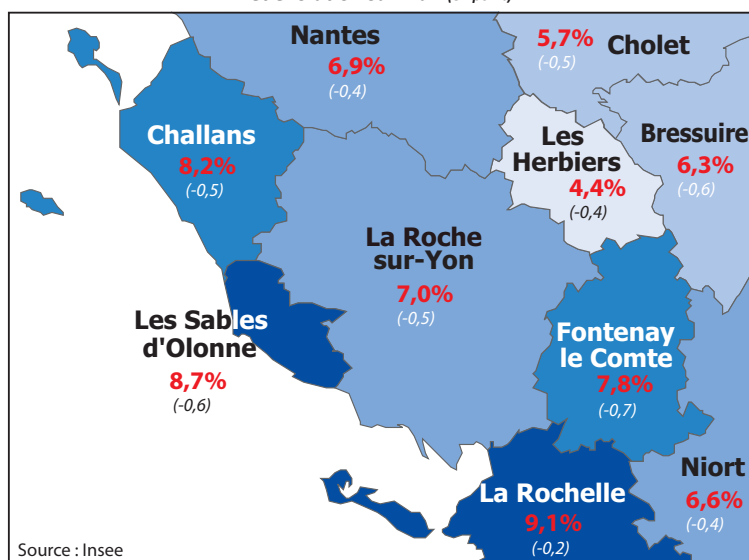 Nantes
6,9%
(-0,4)
5,7%
(-0,5)
Cholet
Challans
8,2%
(-0,5)
Les
Herbiers
4,4%
(-0,4)
Bressuire
6,3%
(-0,6)
La Roche
sur-Yon
7,0%
(-0,5)
Les Sables
d'Olonne
8,7%
(-0,6)
Fontenay
le Comte
7,8%
(-0,7)
La Rochelle
9,1%
(-0,2)
Niort
6,6%
(-0,4)
Source : Insee